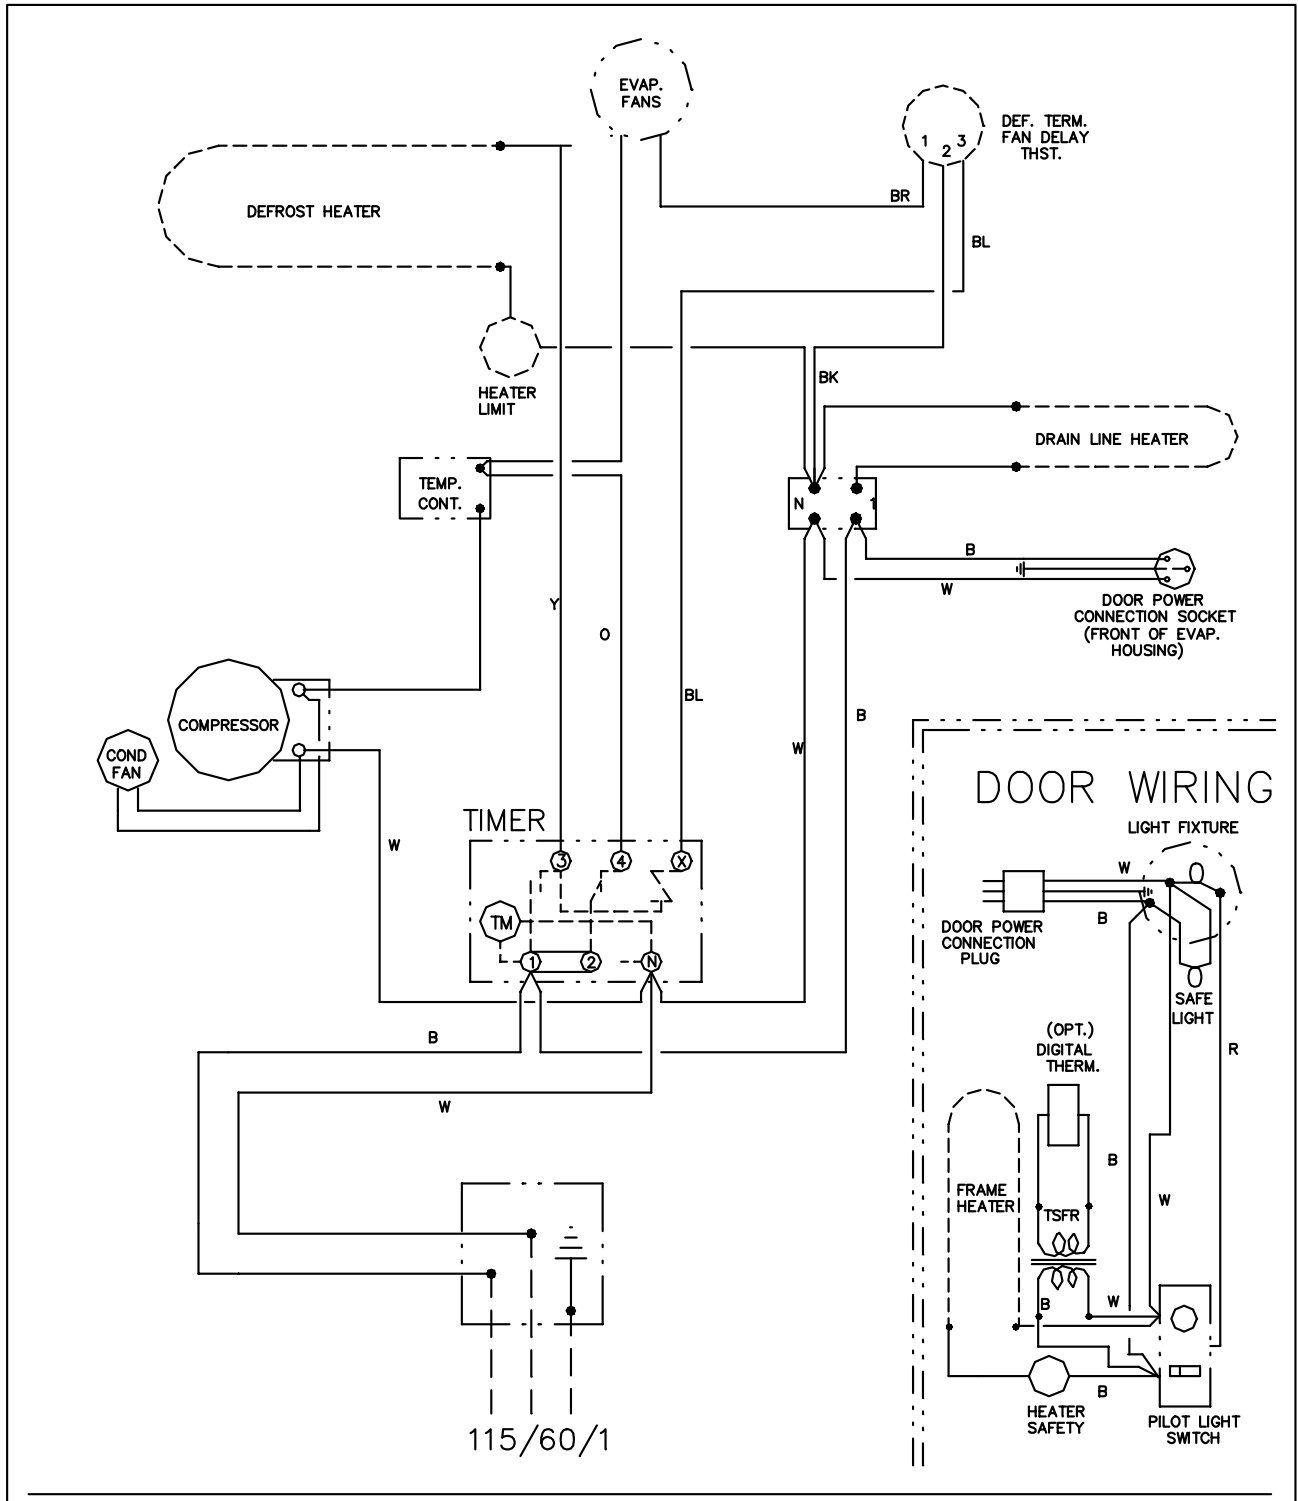 EVAP.
FANS
DEF. TERM.
FAN DELAY
THST.
1
2
3
BR
DEFROST HEATER
BL
HEATER
LIMIT
BK
DRAIN LINE HEATER
TEMP.
CONT.
N
1
B
W
DOOR POWER
CONNECTION SOCKET
(FRONT OF EVAP.
HOUSING)
Y
O
BL
B
W
COMPRESSOR
COND
FAN
W
TIMER
3
4
X
TM
1
2
N
B
W
115/60/1
DOOR WIRING
LIGHT FIXTURE
W
B
DOOR POWER
CONNECTION
PLUG
SAFE
LIGHT
(OPT.)
DIGITAL
THERM.
R
B
W
FRAME
HEATER
TSFR
B
W
B
HEATER
SAFETY
PILOT LIGHT
SWITCH